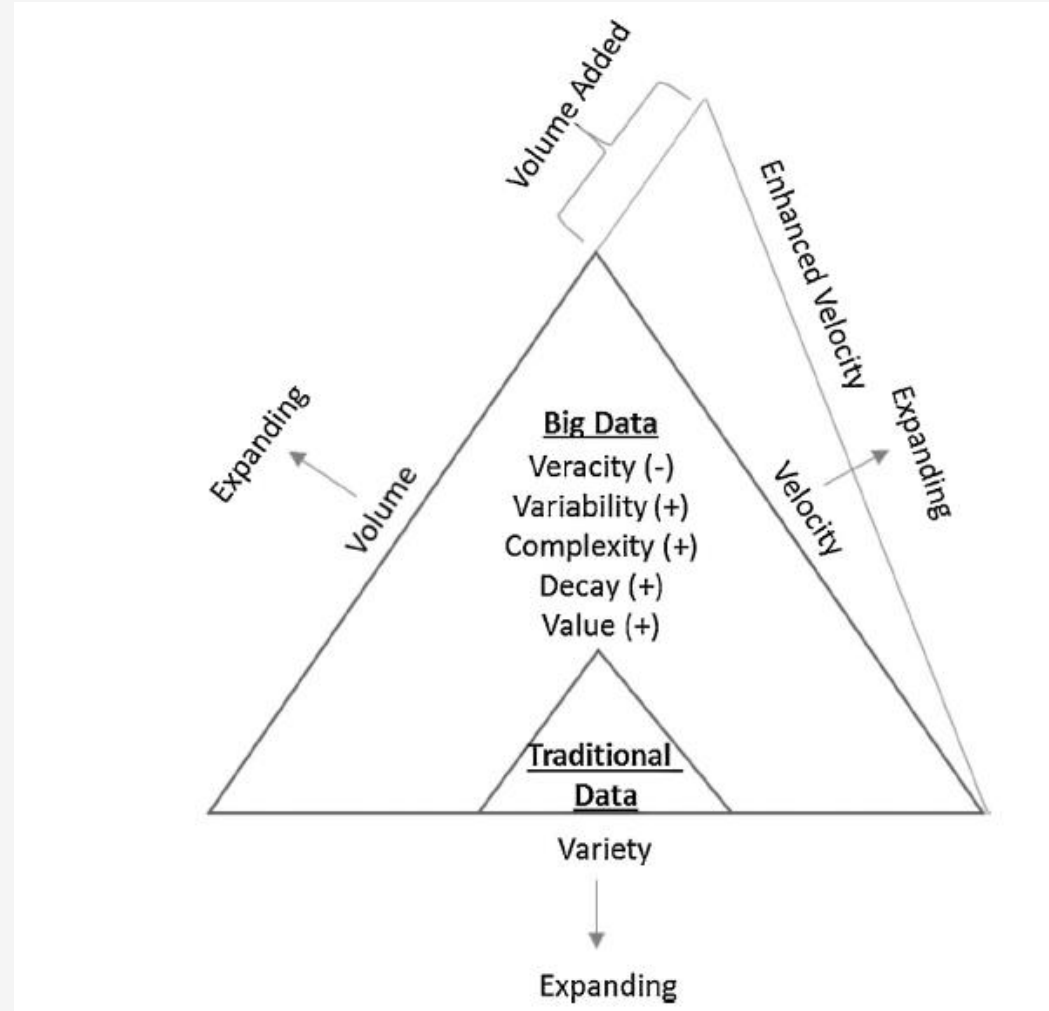 Volume Added
Enhanced Velocity
Expanding
Expanding
Volume
Velocity
Big Data
Veracity (-)
Variability (+)
Complexity (+)
Decay (+)
Value (+)
Traditional
Data
Variety
Expanding